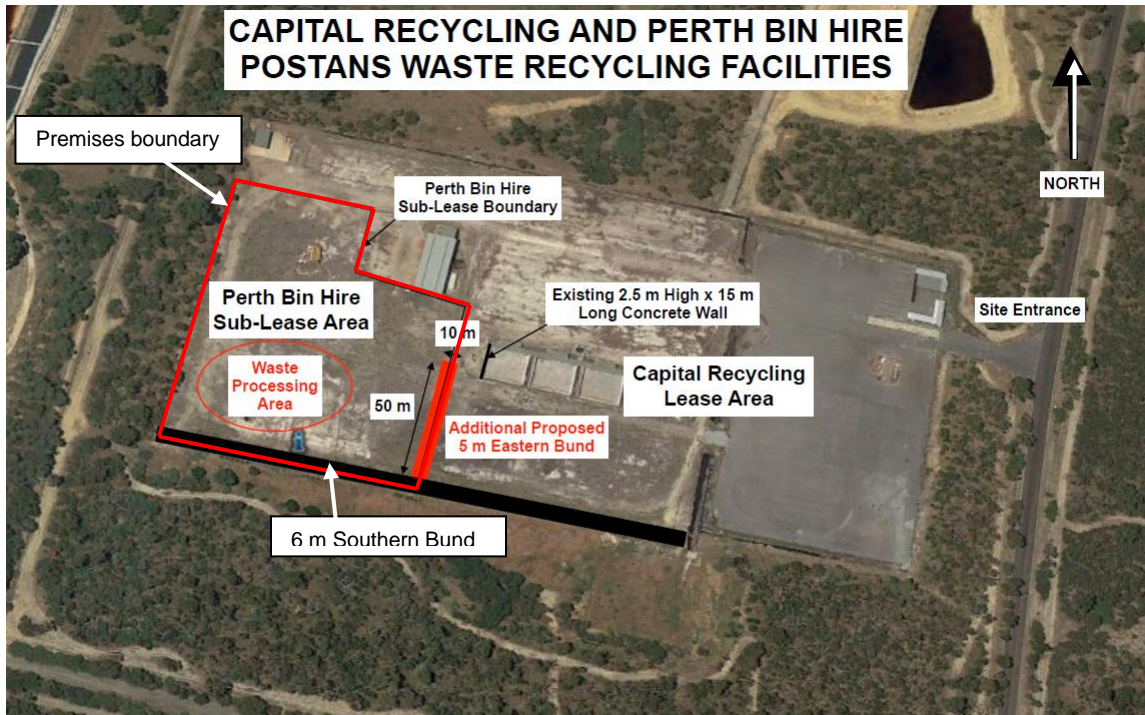 CAPITAL RECYCLING AND PERTH BIN HIRE
POSTANS WASTE RECYCLING FACILITIES
Premises boundary
NORTH
Perth Bin Hire
Sub-Lease Boundary
Perth Bin Hire
Sub-Lease Area
Existing 2.5 m High x 15 m
Long Concrete Wall
Site Entrance
10 m
Waste
Processing
Area
50 m
Capital Recycling
Lease Area
Additional Proposed
5 m Eastern Bund
6 m Southern Bund